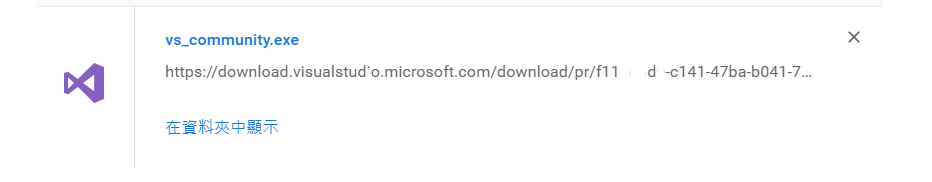 vs_community.exe
https://download.visualstudio.microsoft.com/download/pr/f11 d -c141-47ba-b041-7...
在資料夾中顯示